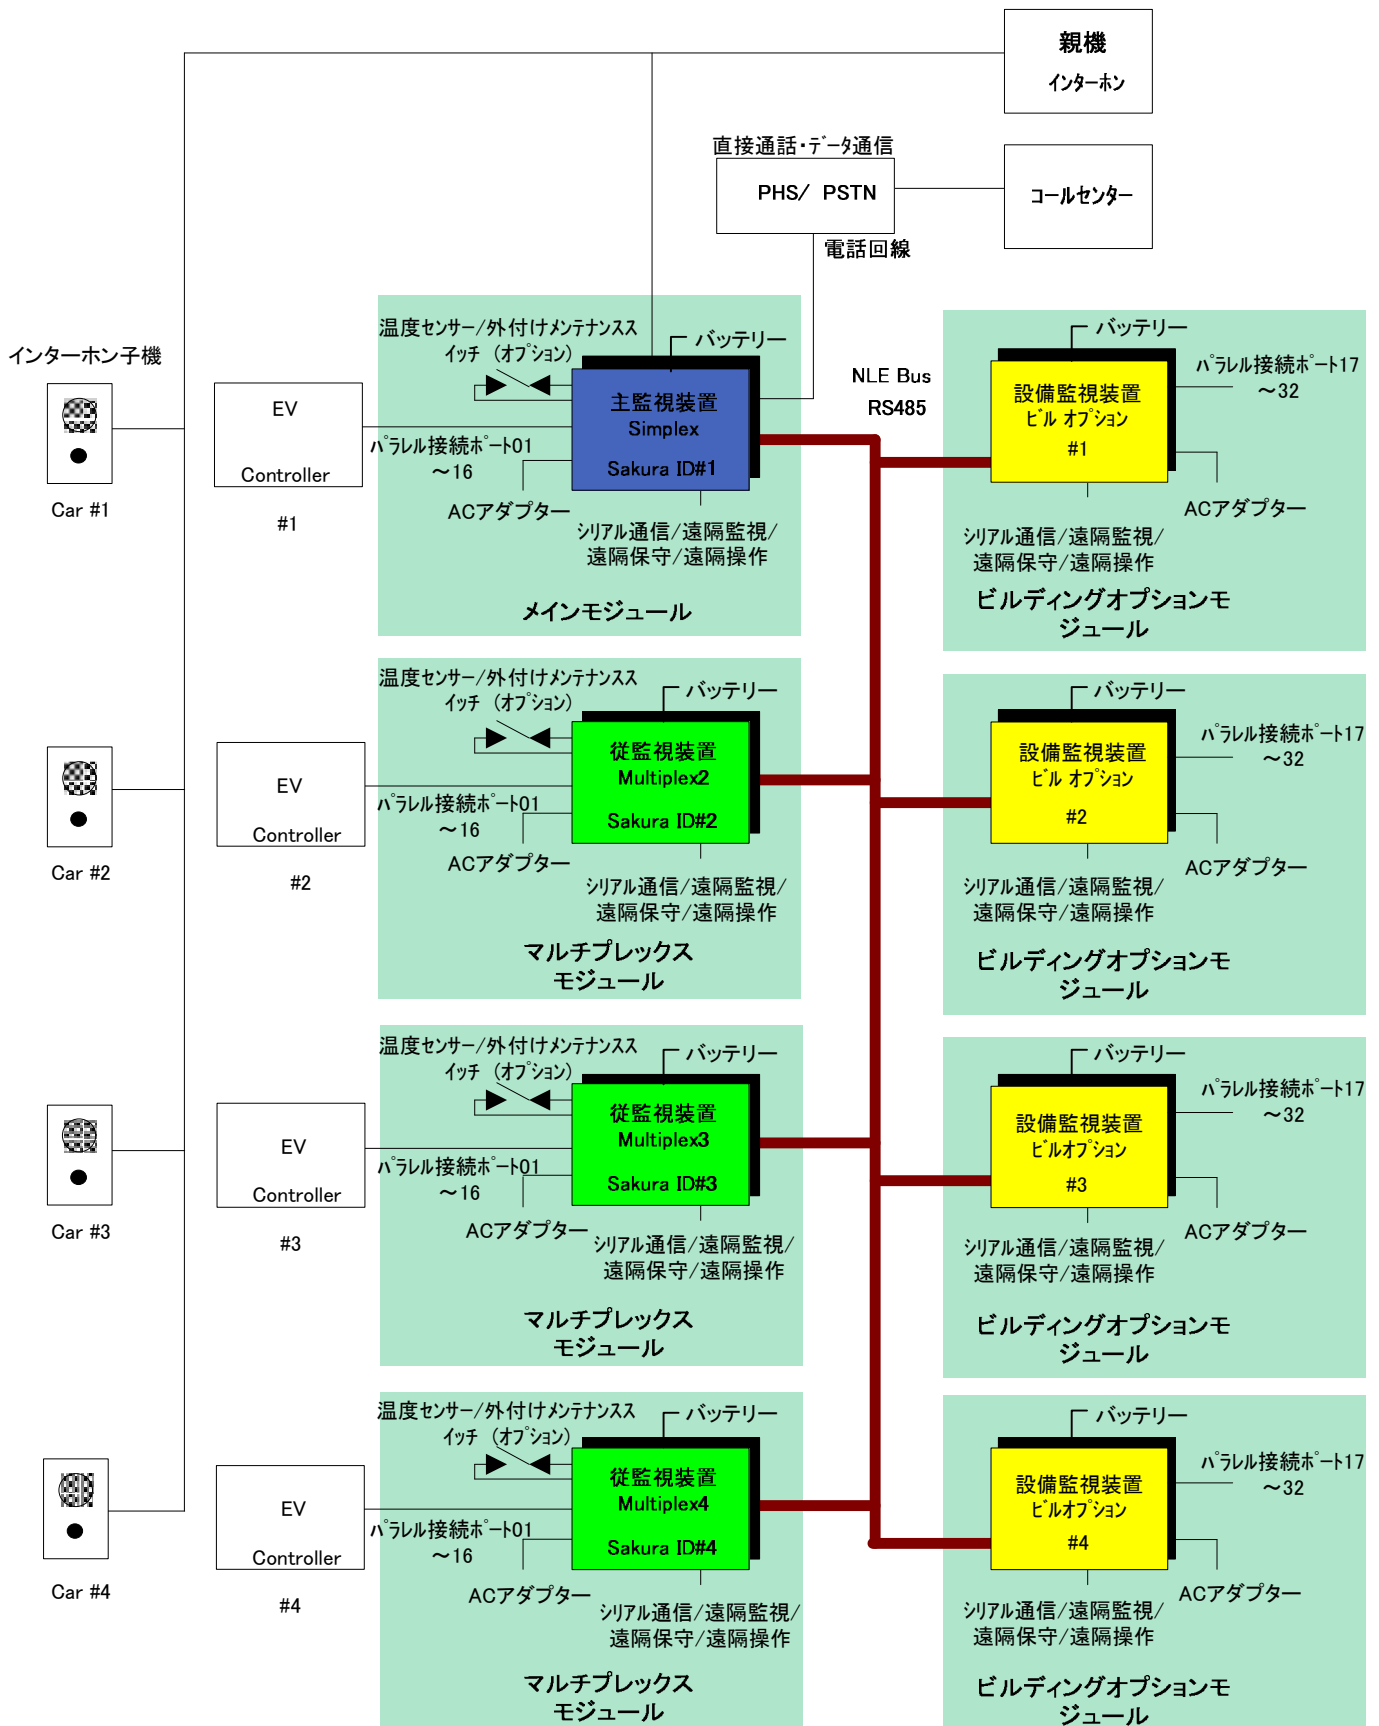 親機
インターホン
直接通話・データ通信
PHS/ PSTN
コールセンター
電話回線
インターホン子機
Car #1
EV
Controller
#1
温度センサー/外付けメンテナンスス
イッチ (オプション)
バッテリー
主監視装置
Simplex
Sakura ID#1
パラレル接続ポート01
～16
ACアダプター
シリアル通信/遠隔監視/
遠隔保守/遠隔操作
メインモジュール
NLE Bus
RS485
バッテリー
設備監視装置
ビル オプション
#1
パラレル接続ポート17
～32
ACアダプター
シリアル通信/遠隔監視/
遠隔保守/遠隔操作
ビルディングオプションモ
ジュール
Car #2
EV
Controller
#2
温度センサー/外付けメンテナンスス
イッチ (オプション)
バッテリー
従監視装置
Multiplex2
Sakura ID#2
パラレル接続ポート01
～16
ACアダプター
シリアル通信/遠隔監視/
遠隔保守/遠隔操作
マルチプレックス
モジュール
バッテリー
設備監視装置
ビル オプション
#2
パラレル接続ポート17
～32
ACアダプター
シリアル通信/遠隔監視/
遠隔保守/遠隔操作
ビルディングオプションモ
ジュール
Car #3
EV
Controller
#3
温度センサー/外付けメンテナンスス
イッチ (オプション)
バッテリー
従監視装置
Multiplex3
Sakura ID#3
パラレル接続ポート01
～16
ACアダプター
シリアル通信/遠隔監視/
遠隔保守/遠隔操作
マルチプレックス
モジュール
バッテリー
設備監視装置
ビルオプション
#3
パラレル接続ポート17
～32
ACアダプター
シリアル通信/遠隔監視/
遠隔保守/遠隔操作
ビルディングオプションモ
ジュール
Car #4
EV
Controller
#4
温度センサー/外付けメンテナンスス
イッチ (オプション)
バッテリー
従監視装置
Multiplex4
Sakura ID#4
パラレル接続ポート01
～16
ACアダプター
シリアル通信/遠隔監視/
遠隔保守/遠隔操作
マルチプレックス
モジュール
バッテリー
設備監視装置
ビルオプション
#4
パラレル接続ポート17
～32
ACアダプター
シリアル通信/遠隔監視/
遠隔保守/遠隔操作
ビルディングオプションモ
ジュール